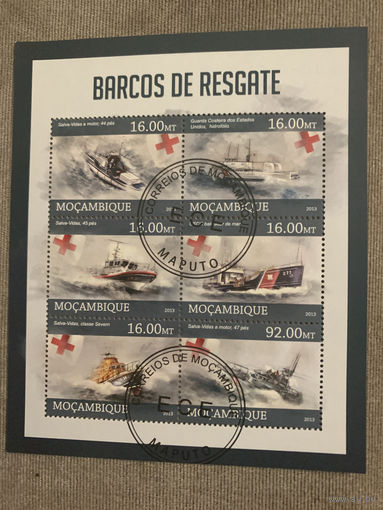 BARCOS DE RESGATE
Salva-Vidas a motor, 44 pés
16.00MT
MOÇAMBIQUE
Guarda Costeira dos Estados
Unidos, hidrofólio
16.00MT
MOÇAMBIQUE
2013
Salva-Vidas, 45 pés
16.00MT
MOÇAMBIQUE
2013
16.00MT
MOÇAMBIQUE
2013
Salva-Vidas, classe Severn
16.00MT
MOÇAMBIQUE
2013
Salva-Vidas a motor, 47 pés
92.00MT
MOÇAMBIQUE
2013
CORREIOS DE MOÇAMBIQUE
MAPUTO
CORREIOS DE MOÇAMBIQUE
MAPUTO